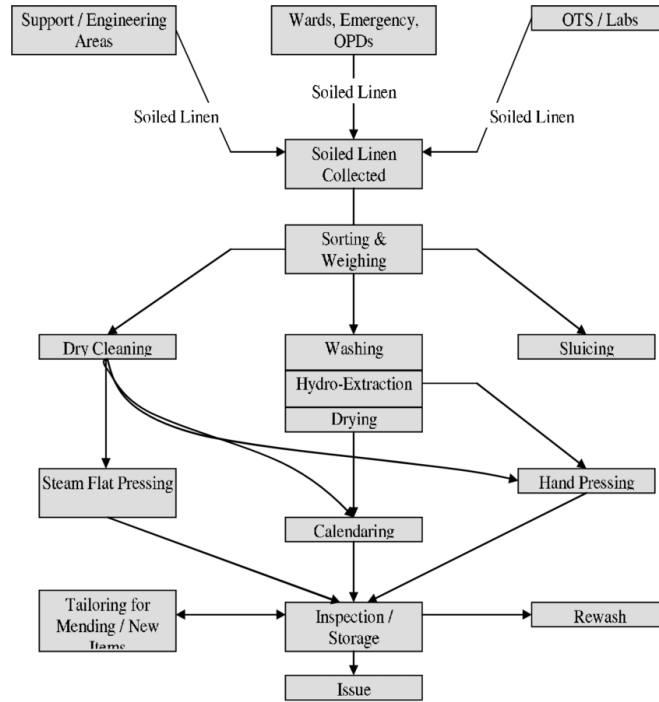 Support / Engineering
Areas
Wards, Emergency,
OPDs
OTS / Labs
Soiled Linen
Soiled Linen
Soiled Linen
Soiled Linen
Collected
Sorting &
Weighing
Dry Cleaning
Washing
Sluicing
Hydro-Extraction
Drying
Steam Flat Pressing
Hand Pressing
Calendaring
Tailoring for
Mending / New
Items
Inspection /
Storage
Rewash
Issue